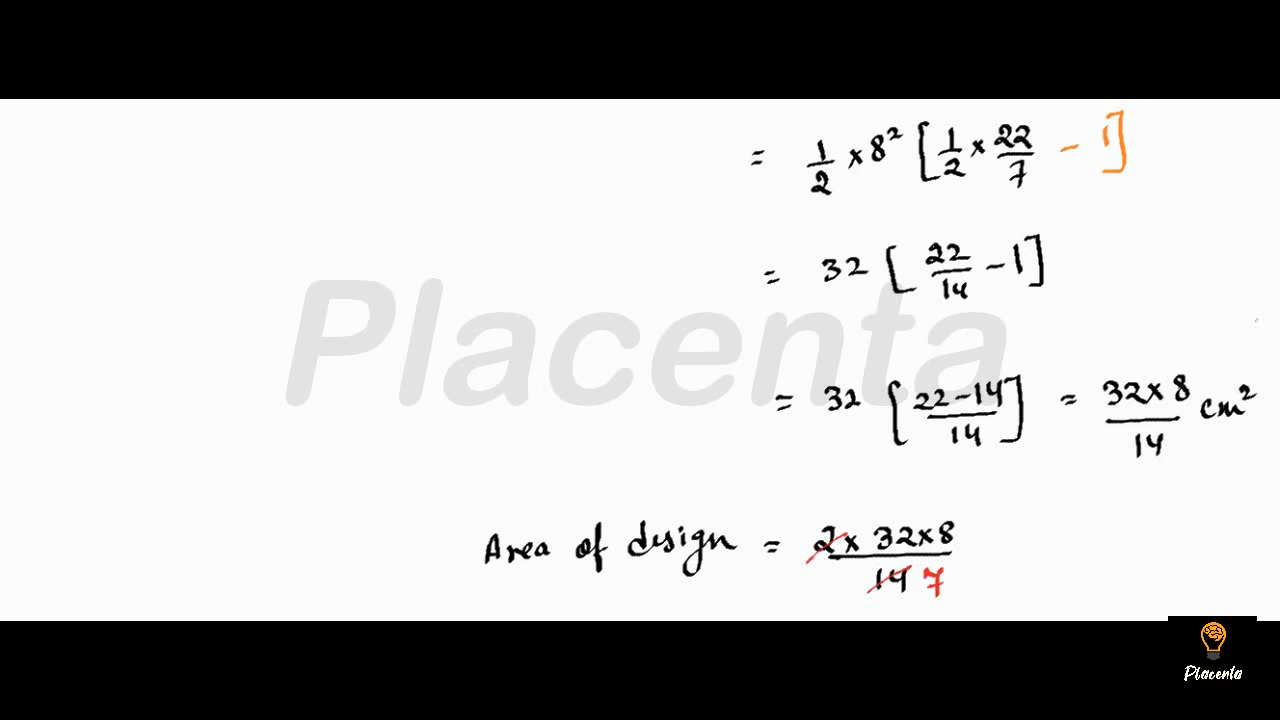 = 1/2 × 8² [1/2 × 22/7 - 1]
= 32 [22/14 - 1]
Placenta
= 32 [22-14/14] = 32×8/14 cm²
Area of design = 2× 32×8/14 7
Placenta